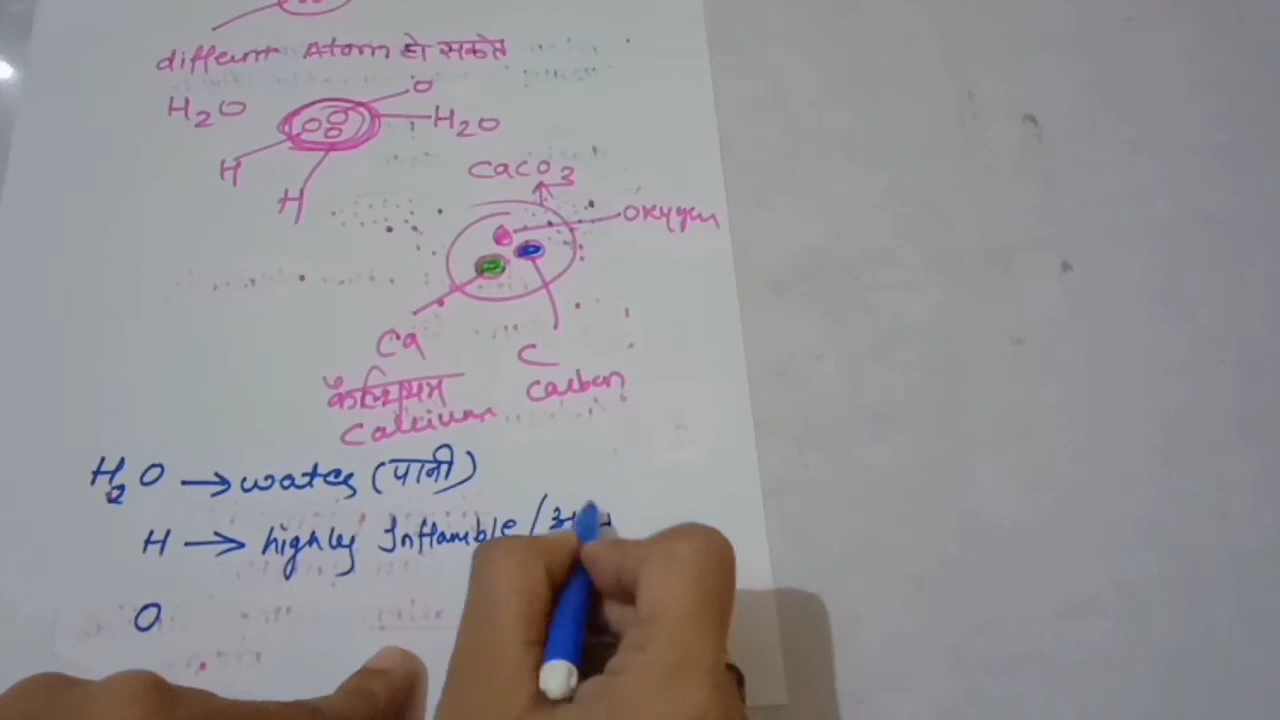 different Atom हो सकते
H2O
O
H2O
H
H
CaCO3
Oxygen
Ca
C
कैल्शियम
Calcium
Carbon
H2O → water (पानी)
H → highly Inflamble /
O